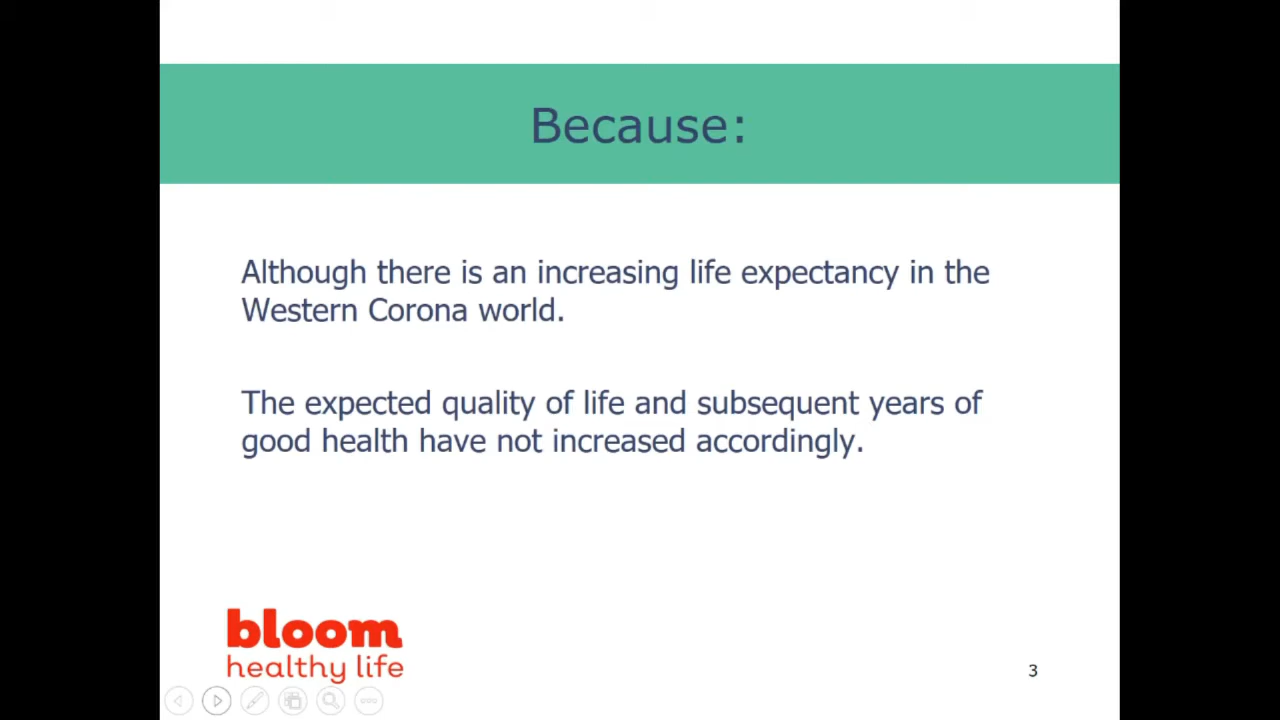 Because:
Although there is an increasing life expectancy in the
Western Corona world.
The expected quality of life and subsequent years of
good health have not increased accordingly.
bloom
healthy life
3